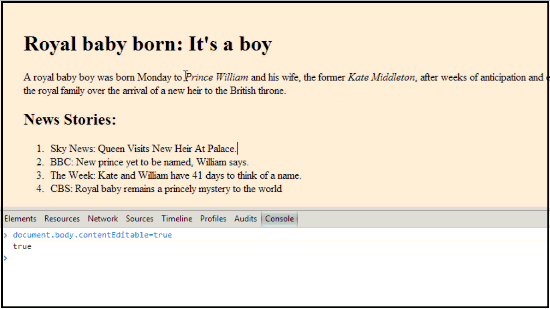 Royal baby born: It's a boy
A royal baby boy was born Monday to Prince William and his wife, the former Kate Middleton, after weeks of anticipation and
the royal family over the arrival of a new heir to the British throne.
News Stories:
1. Sky News: Queen Visits New Heir At Palace.
2. BBC: New prince yet to be named, William says.
3. The Week: Kate and William have 41 days to think of a name.
4. CBS: Royal baby remains a princely mystery to the world
Elements Resources Network Sources Timeline Profiles Audits Console
> document.body.contentEditable=true
true
>